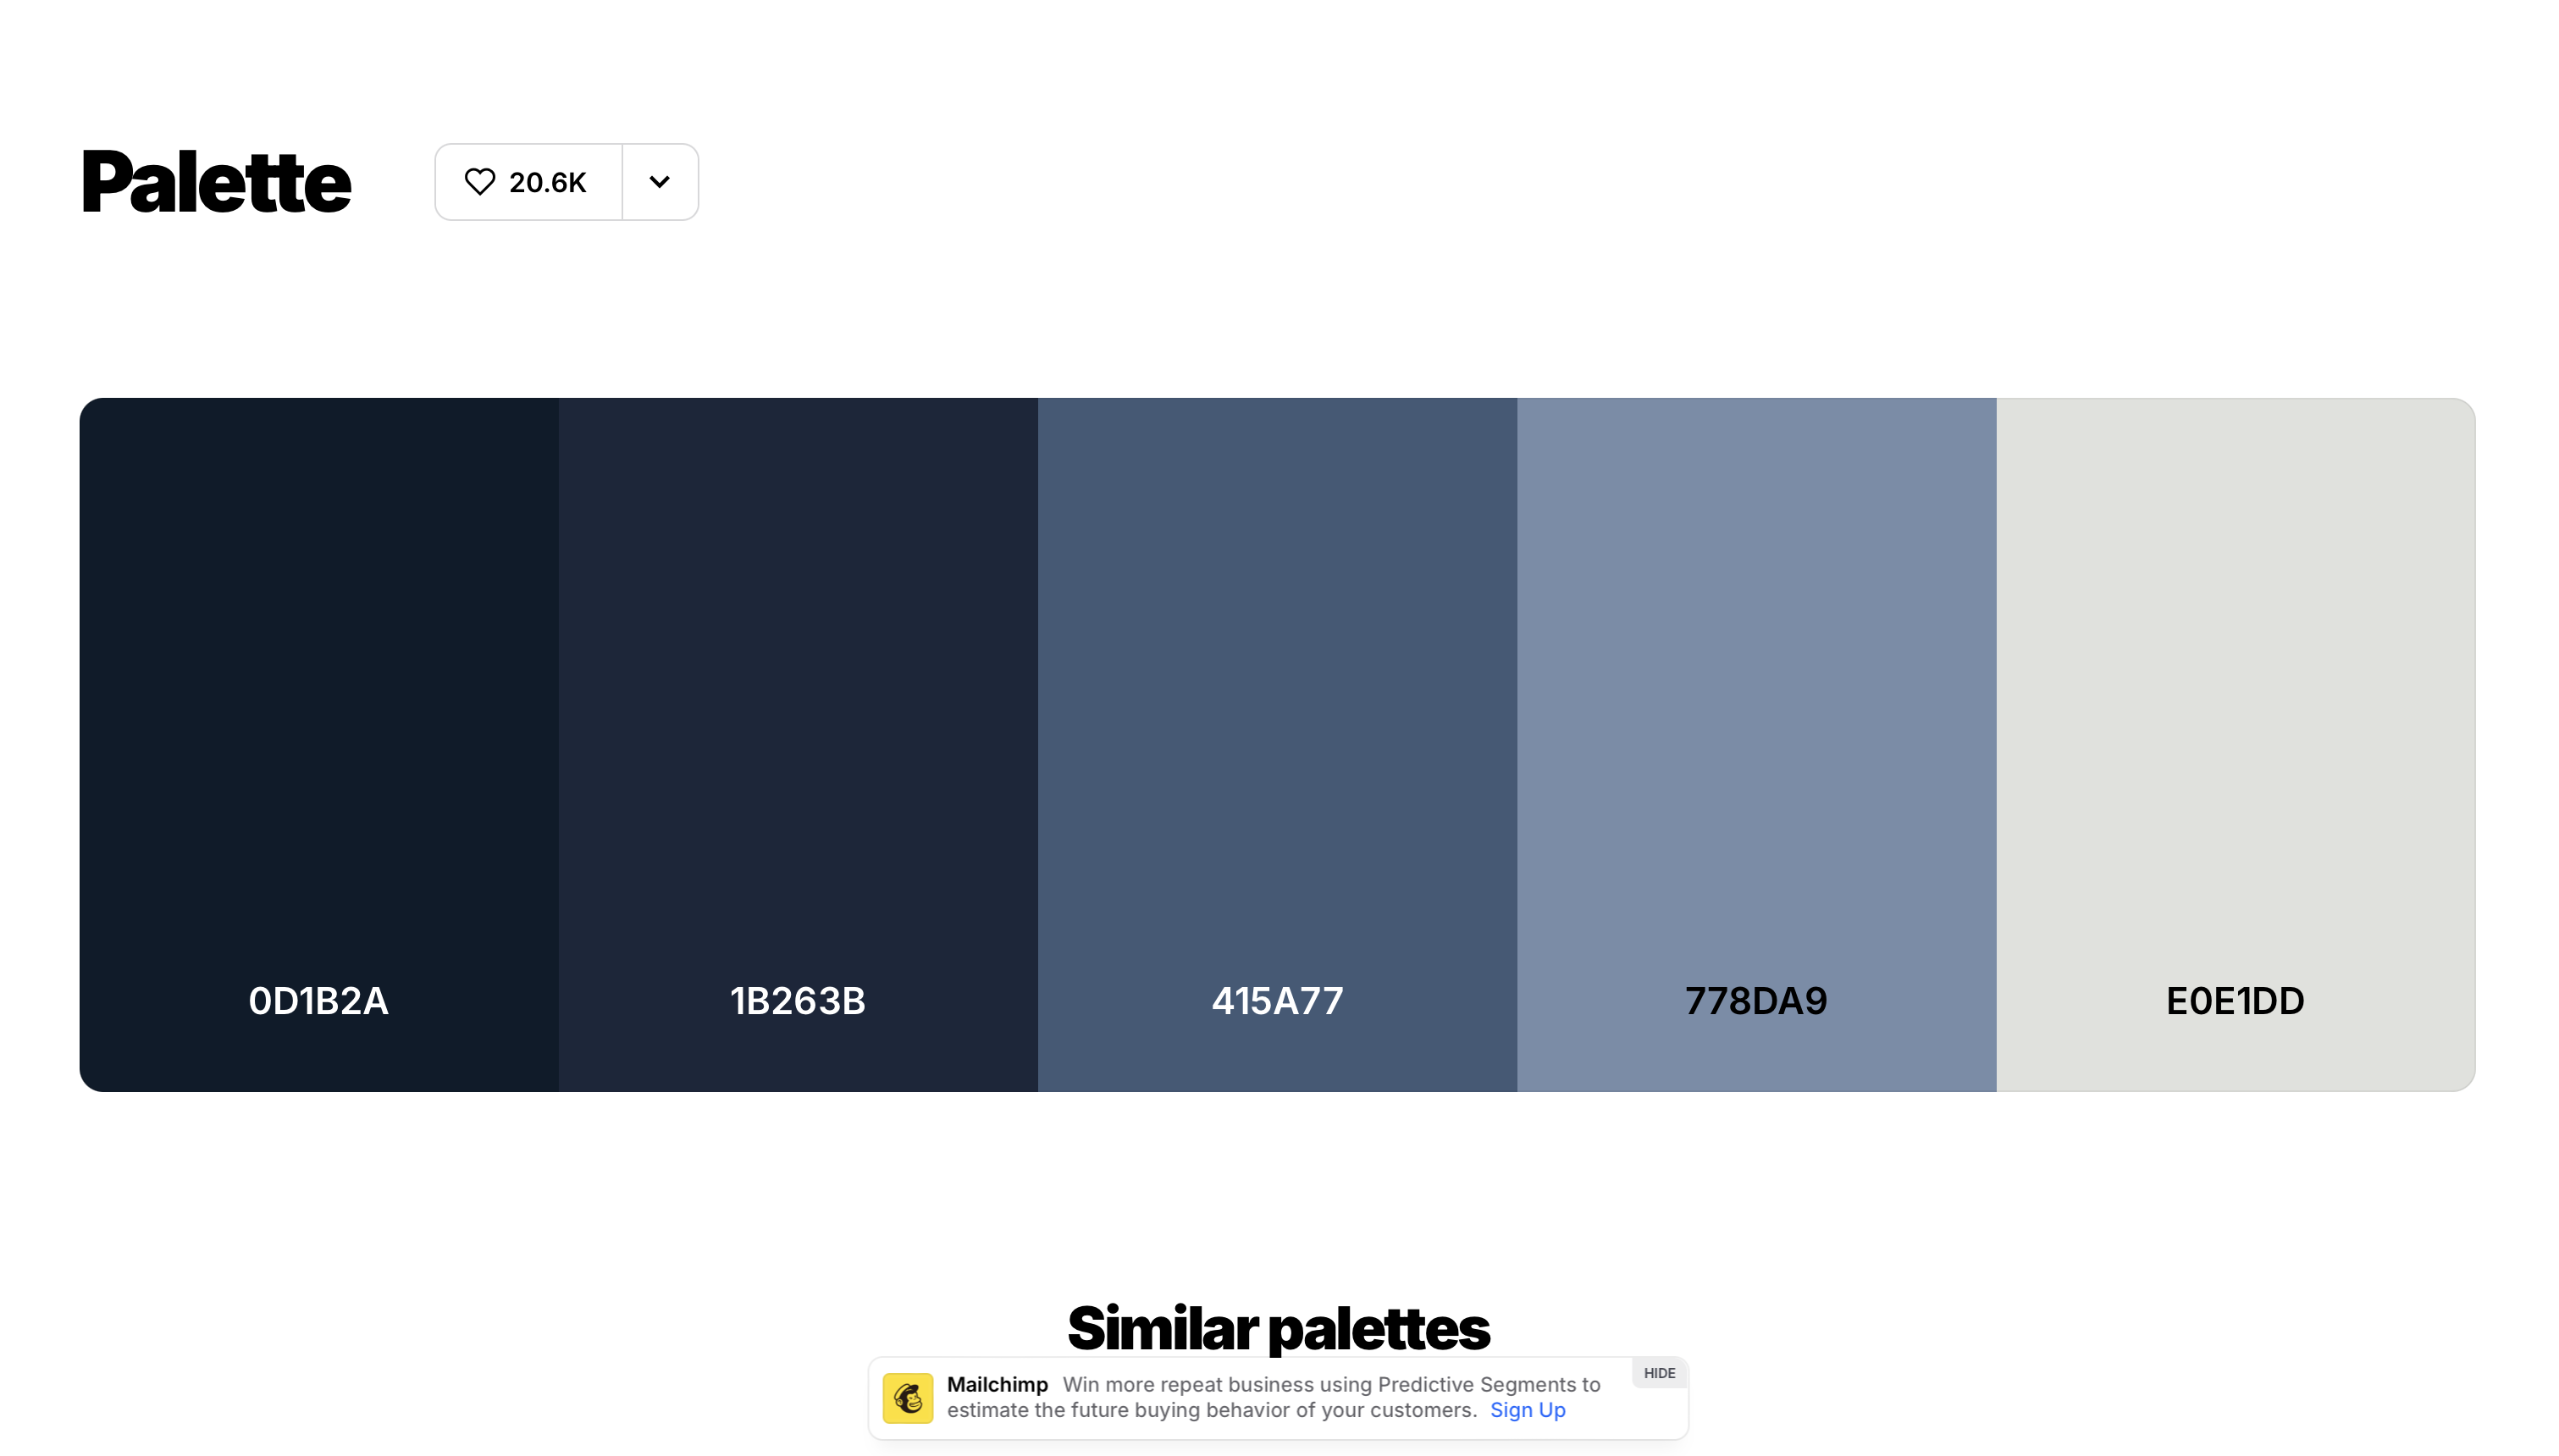 Palette
20.6K
0D1B2A
1B263B
415A77
778DA9
E0E1DD
Similar palettes
HIDE
Mailchimp Win more repeat business using Predictive Segments to
estimate the future buying behavior of your customers. Sign Up